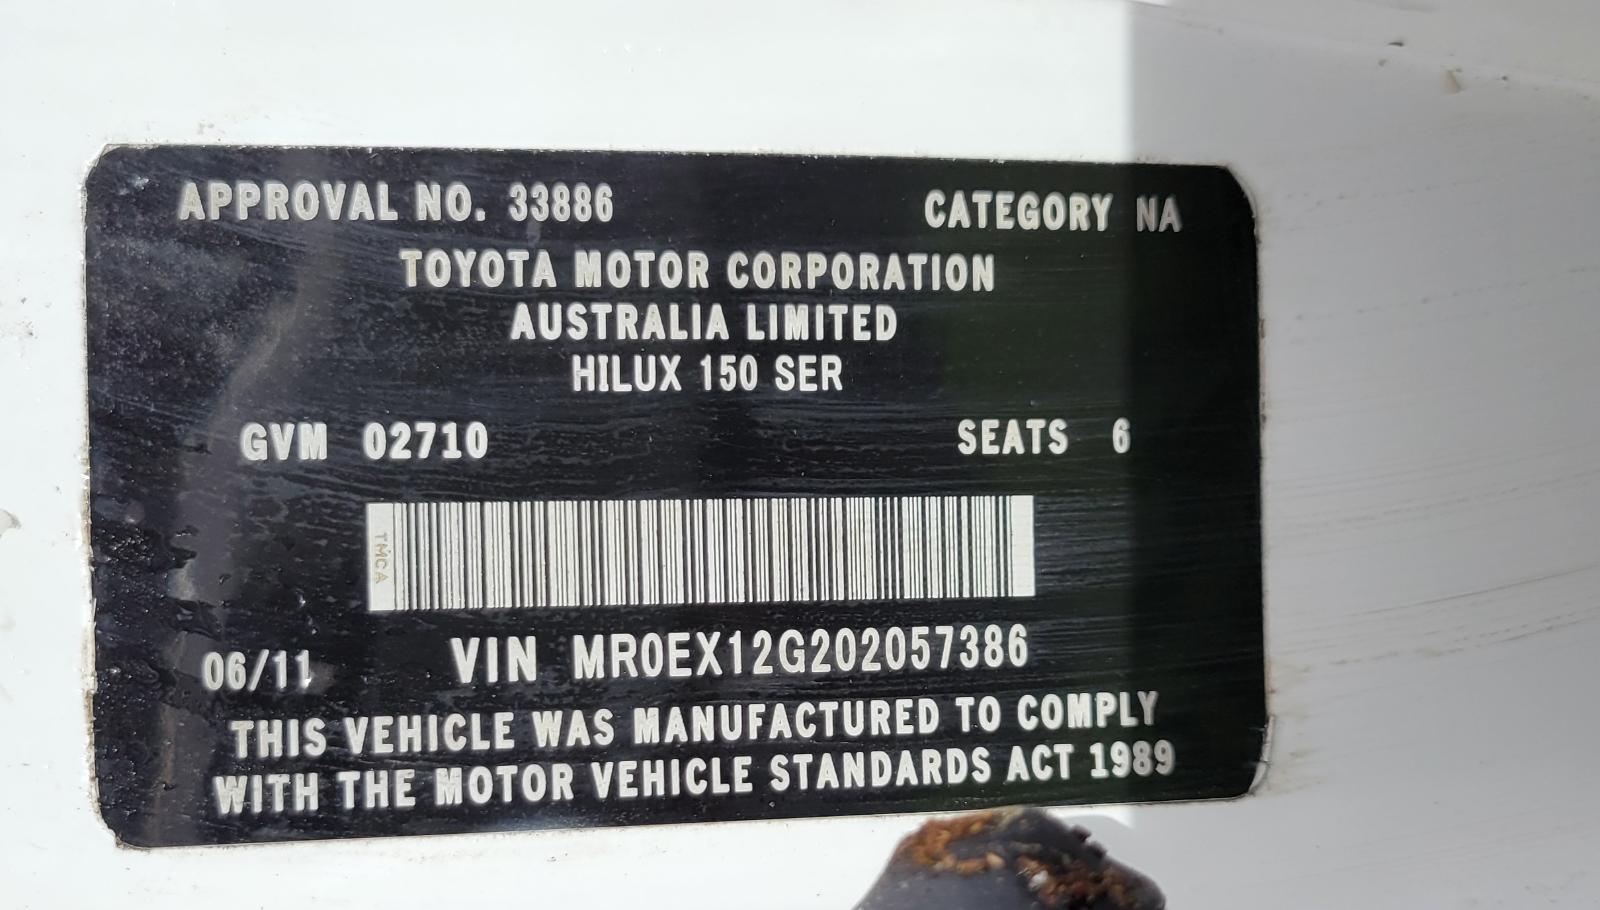 APPROVAL NO. 33886 CATEGORY NA
TOYOTA MOTOR CORPORATION
AUSTRALIA LIMITED
HILUX 150 SER
GVM 02710 SEATS 6
TMCA
06/11 VIN MR0EX12G202057386
THIS VEHICLE WAS MANUFACTURED TO COMPLY
WITH THE MOTOR VEHICLE STANDARDS ACT 1989